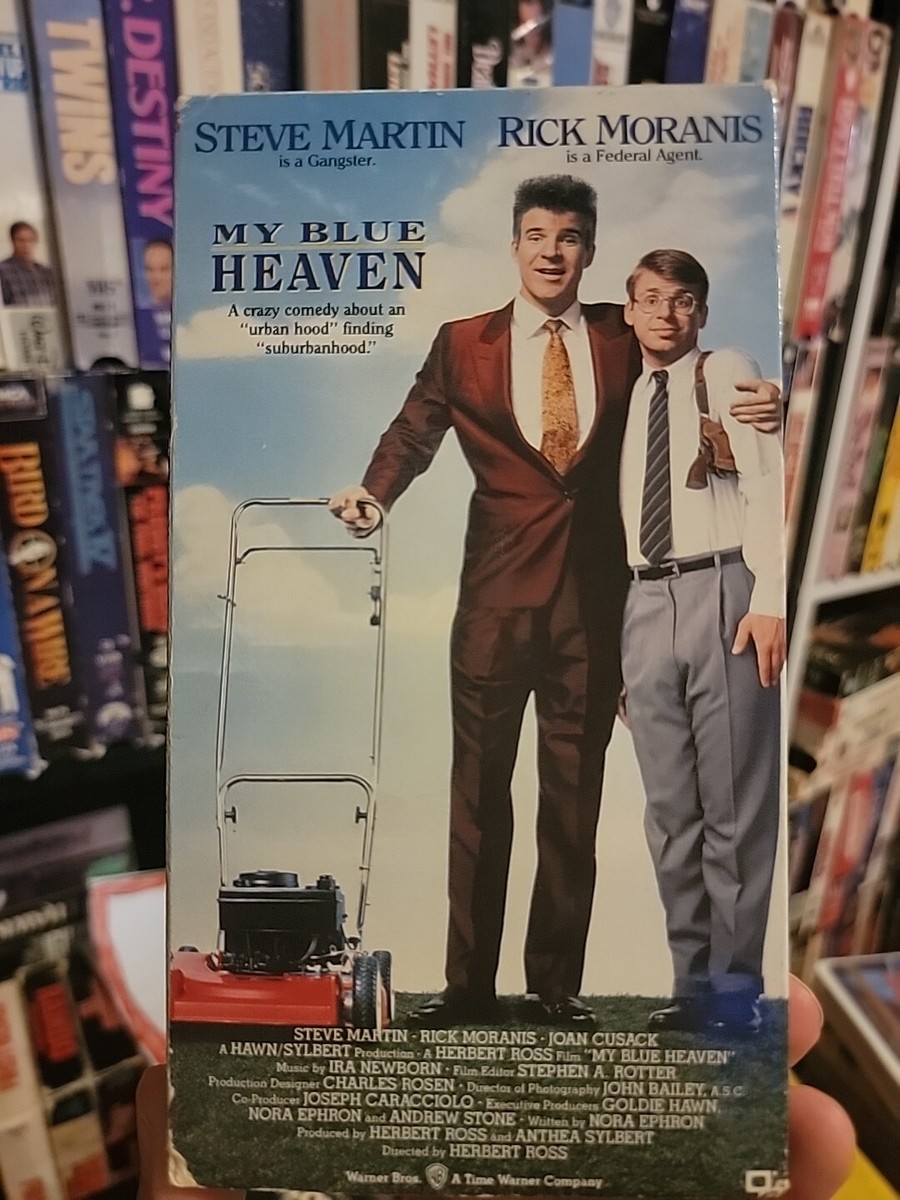 STEVE MARTIN
is a Gangster.
RICK MORANIS
is a Federal Agent.
MY BLUE
HEAVEN
A crazy comedy about an
"urban hood" finding
"suburbanhood."
STEVE MARTIN · RICK MORANIS · JOAN CUSACK
A HAWN/SYLBERT Production · A HERBERT ROSS Film "MY BLUE HEAVEN"
Music by IRA NEWBORN · Film Editor STEPHEN A. ROTTER
Production Designer CHARLES ROSEN · Director of Photography JOHN BAILEY, A.S.C.
Co-Producer JOSEPH CARACCIOLO · Executive Producers GOLDIE HAWN,
NORA EPHRON and ANDREW STONE · Written by NORA EPHRON
Produced by HERBERT ROSS and ANTHEA SYLBERT
Directed by HERBERT ROSS
Warner Bros. WB A Time Warner Company
TWINS
DESTINY
BIRD ON A WIRE